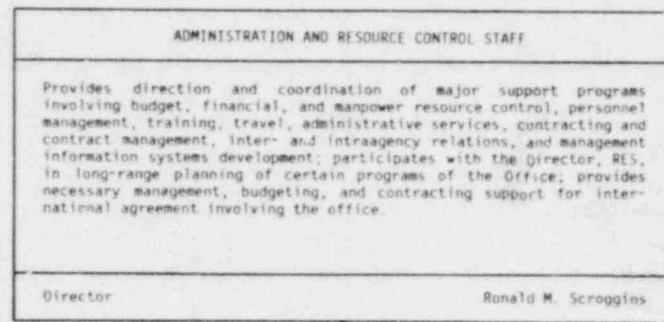 ADMINISTRATION AND RESOURCE CONTROL STAFF
Provides direction and coordination of major support programs
involving budget, financial, and manpower resource control, personnel
management, training, travel, administrative services, contracting and
contract management, inter- and intraagency relations, and management
information systems development; participates with the Director, RES,
in long-range planning of certain programs of the Office; provides
necessary management, budgeting, and contracting support for inter-
national agreement involving the office.
Director Ronald M. Scroggins